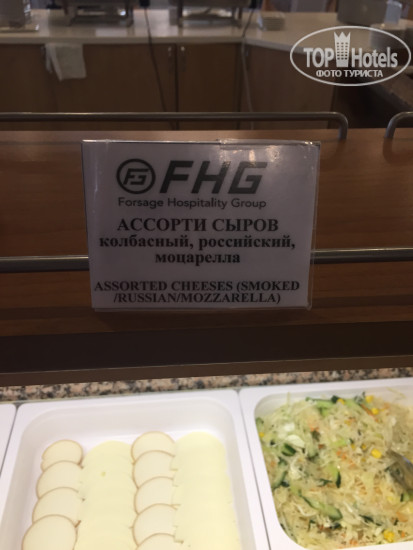 TOP Hotels
ФОТО ТУРИСТА
FHG
Forsage Hospitality Group
АССОРТИ СЫРОВ
колбасный, российский,
моцарелла
ASSORTED CHEESES (SMOKED
/RUSSIAN/MOZZARELLA)